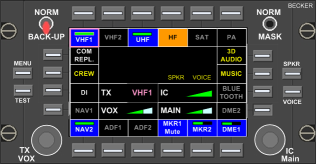 BECKER
NORM
BACK-UP
NORM
MASK
VHF1 VHF2 UHF HF SAT PA
COM
REPL.
3D
AUDIO
MENU
CREW
SPKR VOICE
MUSIC
SPKR
TEST
DI TX VHF1 IC BLUE
TOOTH
VOICE
NAV1 VOX MAIN DME2
NAV2 ADF1 ADF2 MKR1
Mute MKR2 DME1
TX
VOX
IC
Main